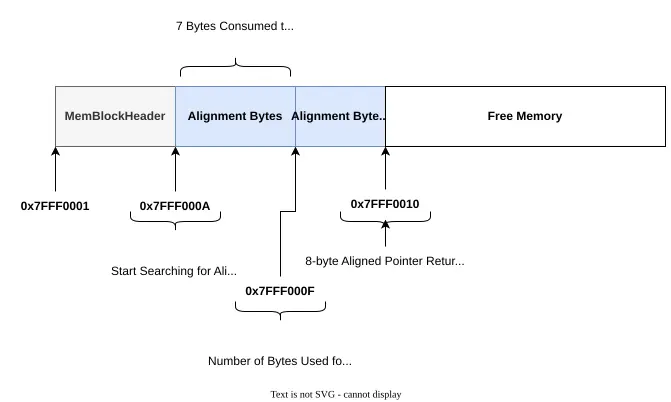 7 Bytes Consumed t...
MemBlockHeader
Alignment Bytes
Alignment Byte...
Free Memory
0x7FFF0001
0x7FFF000A
0x7FFF0010
Start Searching for Ali...
8-byte Aligned Pointer Retur...
0x7FFF000F
Number of Bytes Used fo...
Text is not SVG - cannot display